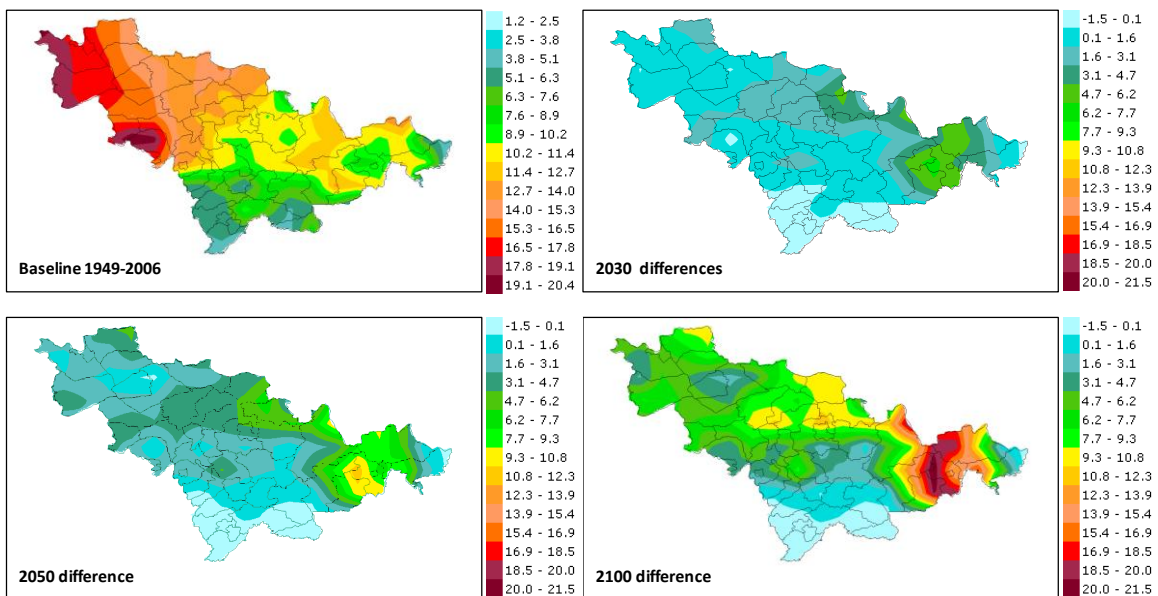 1.2 - 2.5
2.5 - 3.8
3.8 - 5.1
5.1 - 6.3
6.3 - 7.6
7.6 - 8.9
8.9 - 10.2
10.2 - 11.4
11.4 - 12.7
12.7 - 14.0
14.0 - 15.3
15.3 - 16.5
16.5 - 17.8
17.8 - 19.1
19.1 - 20.4
Baseline 1949-2006
-1.5 - 0.1
0.1 - 1.6
1.6 - 3.1
3.1 - 4.7
4.7 - 6.2
6.2 - 7.7
7.7 - 9.3
9.3 - 10.8
10.8 - 12.3
12.3 - 13.9
13.9 - 15.4
15.4 - 16.9
16.9 - 18.5
18.5 - 20.0
20.0 - 21.5
2030 differences
-1.5 - 0.1
0.1 - 1.6
1.6 - 3.1
3.1 - 4.7
4.7 - 6.2
6.2 - 7.7
7.7 - 9.3
9.3 - 10.8
10.8 - 12.3
12.3 - 13.9
13.9 - 15.4
15.4 - 16.9
16.9 - 18.5
18.5 - 20.0
20.0 - 21.5
2050 difference
-1.5 - 0.1
0.1 - 1.6
1.6 - 3.1
3.1 - 4.7
4.7 - 6.2
6.2 - 7.7
7.7 - 9.3
9.3 - 10.8
10.8 - 12.3
12.3 - 13.9
13.9 - 15.4
15.4 - 16.9
16.9 - 18.5
18.5 - 20.0
20.0 - 21.5
2100 difference